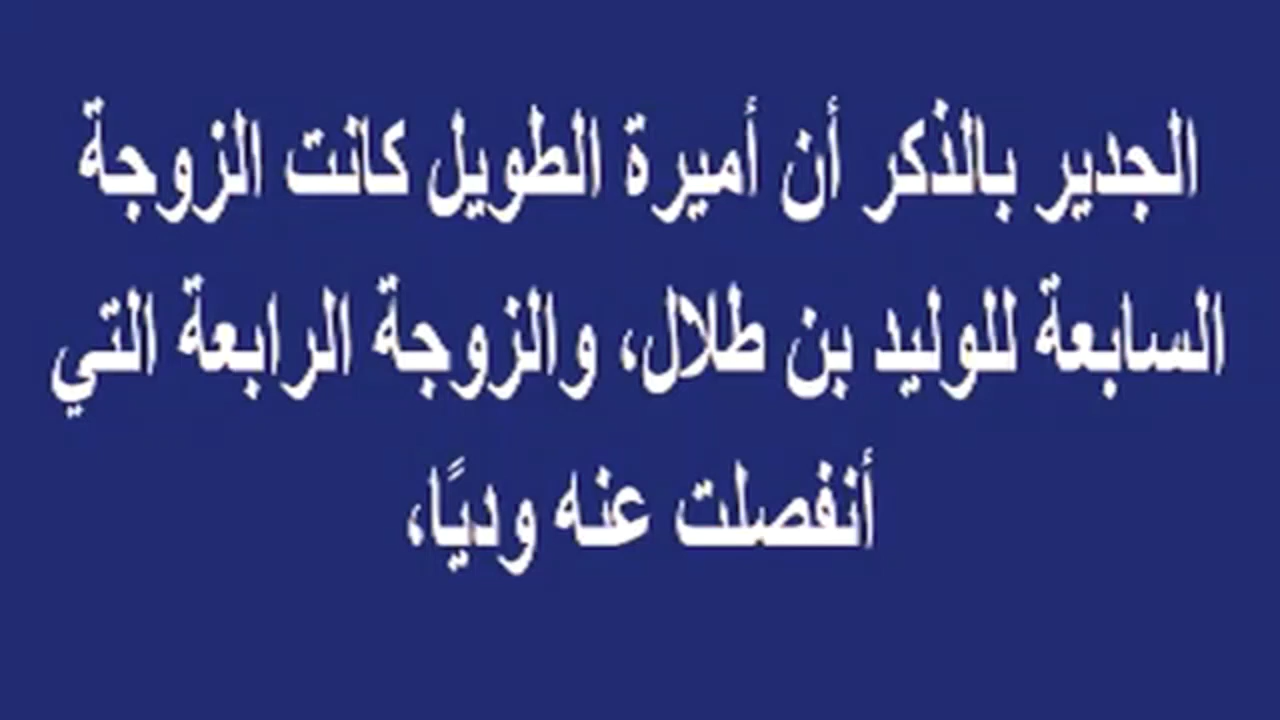 الجدير بالذكر أن أميرة الطويل كانت الزوجة
السابعة للوليد بن طلال، والزوجة الرابعة التي
أنفصلت عنه وديًا،